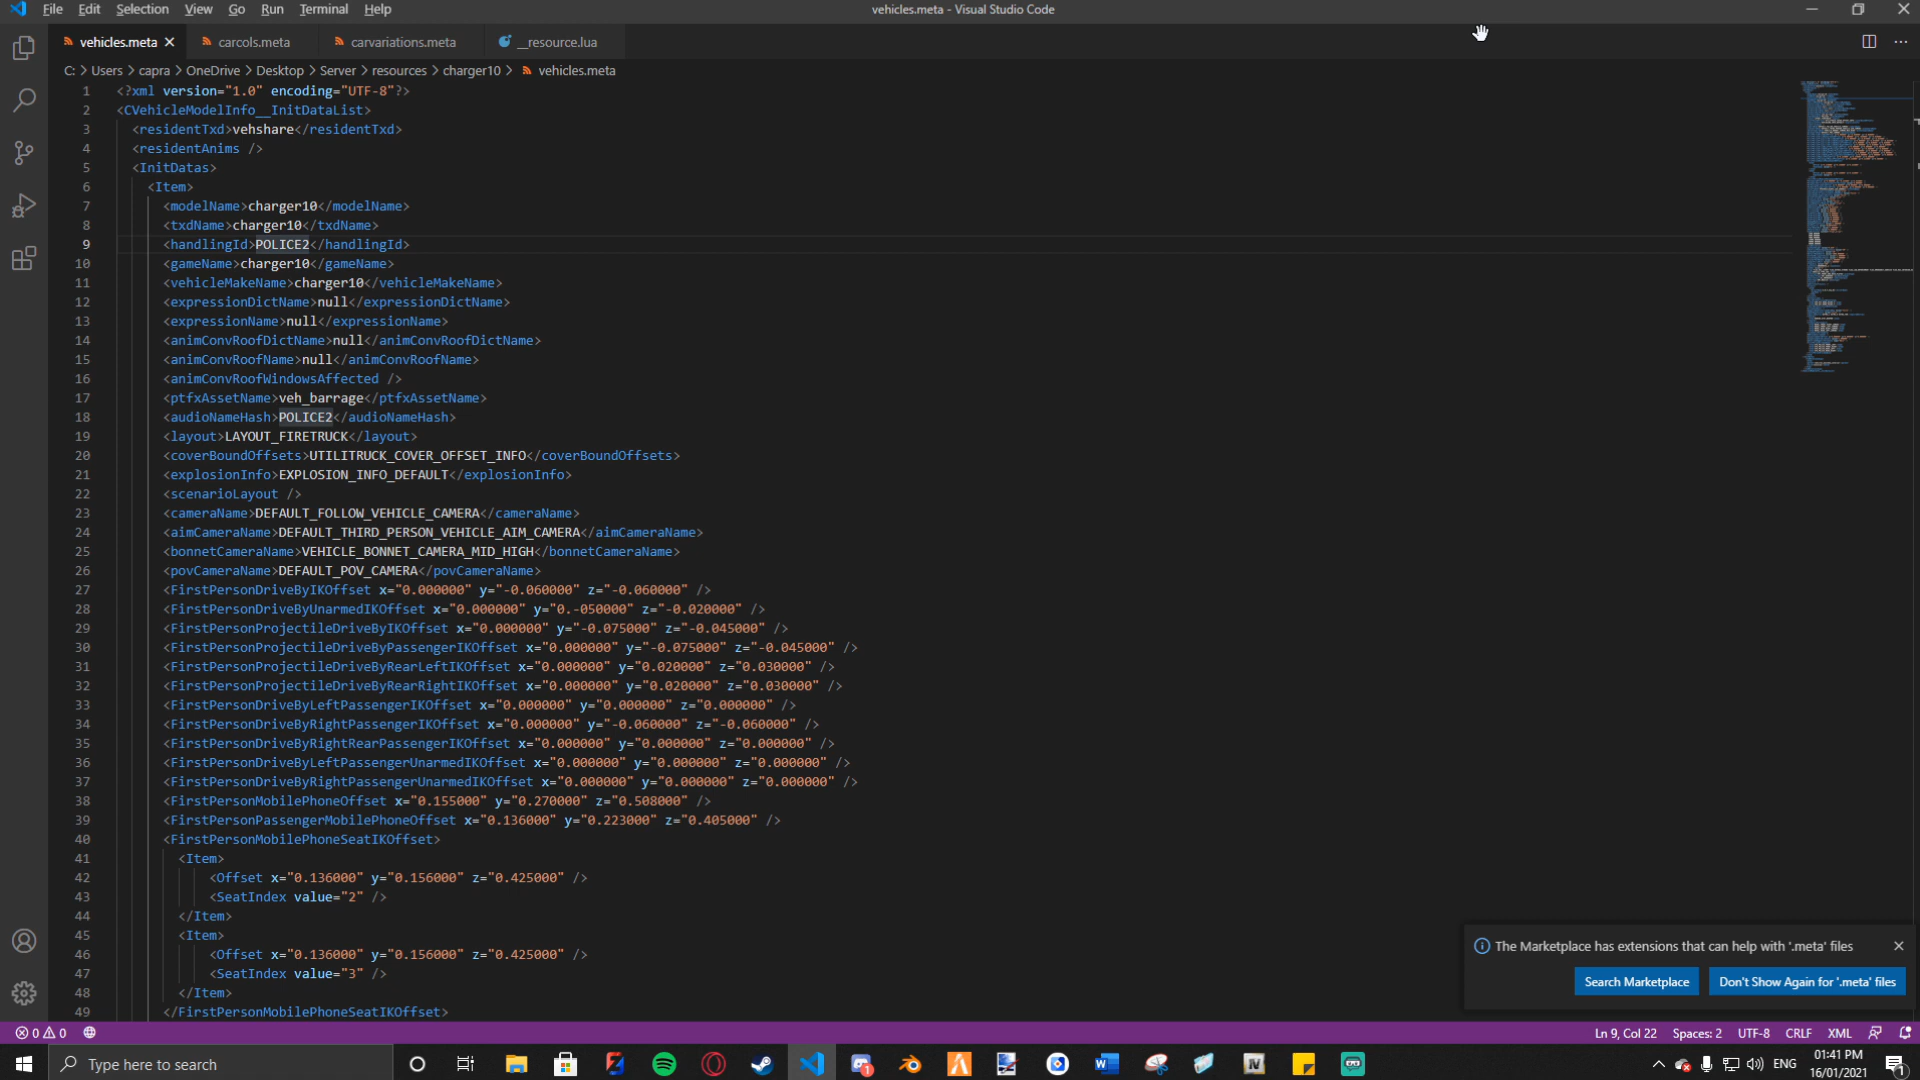 File Edit Selection View Go Run Terminal Help
vehicles.meta - Visual Studio Code
vehicles.meta carcols.meta carvariations.meta __resource.lua
C: > Users > capra > OneDrive > Desktop > Server > resources > charger10 > vehicles.meta
1 <?xml version="1.0" encoding="UTF-8"?>
2 <CVehicleModelInfo__InitDataList>
3 <residentTxd>vehshare</residentTxd>
4 <residentAnims />
5 <InitDatas>
6 <Item>
7 <modelName>charger10</modelName>
8 <txdName>charger10</txdName>
9 <handlingId>POLICE2</handlingId>
10 <gameName>charger10</gameName>
11 <vehicleMakeName>charger10</vehicleMakeName>
12 <expressionDictName>null</expressionDictName>
13 <expressionName>null</expressionName>
14 <animConvRoofDictName>null</animConvRoofDictName>
15 <animConvRoofName>null</animConvRoofName>
16 <animConvRoofWindowsAffected />
17 <ptfxAssetName>veh_barrage</ptfxAssetName>
18 <audioNameHash>POLICE2</audioNameHash>
19 <layout>LAYOUT_FIRETRUCK</layout>
20 <coverBoundOffsets>UTILITRUCK_COVER_OFFSET_INFO</coverBoundOffsets>
21 <explosionInfo>EXPLOSION_INFO_DEFAULT</explosionInfo>
22 <scenarioLayout />
23 <cameraName>DEFAULT_FOLLOW_VEHICLE_CAMERA</cameraName>
24 <aimCameraName>DEFAULT_THIRD_PERSON_VEHICLE_AIM_CAMERA</aimCameraName>
25 <bonnetCameraName>VEHICLE_BONNET_CAMERA_MID_HIGH</bonnetCameraName>
26 <povCameraName>DEFAULT_POV_CAMERA</povCameraName>
27 <FirstPersonDriveByIKOffset x="0.000000" y="-0.060000" z="-0.060000" />
28 <FirstPersonDriveByUnarmedIKOffset x="0.000000" y="0.-050000" z="-0.020000" />
29 <FirstPersonProjectileDriveByIKOffset x="0.000000" y="-0.075000" z="-0.045000" />
30 <FirstPersonProjectileDriveByPassengerIKOffset x="0.000000" y="-0.075000" z="-0.045000" />
31 <FirstPersonProjectileDriveByRearLeftIKOffset x="0.000000" y="0.020000" z="0.030000" />
32 <FirstPersonProjectileDriveByRearRightIKOffset x="0.000000" y="0.020000" z="0.030000" />
33 <FirstPersonDriveByLeftPassengerIKOffset x="0.000000" y="0.000000" z="0.000000" />
34 <FirstPersonDriveByRightPassengerIKOffset x="0.000000" y="-0.060000" z="-0.060000" />
35 <FirstPersonDriveByRightRearPassengerIKOffset x="0.000000" y="0.000000" z="0.000000" />
36 <FirstPersonDriveByLeftPassengerUnarmedIKOffset x="0.000000" y="0.000000" z="0.000000" />
37 <FirstPersonDriveByRightPassengerUnarmedIKOffset x="0.000000" y="0.000000" z="0.000000" />
38 <FirstPersonMobilePhoneOffset x="0.155000" y="0.270000" z="0.508000" />
39 <FirstPersonPassengerMobilePhoneOffset x="0.136000" y="0.223000" z="0.405000" />
40 <FirstPersonMobilePhoneSeatIKOffset>
41 <Item>
42 <Offset x="0.136000" y="0.156000" z="0.425000" />
43 <SeatIndex value="2" />
44 </Item>
45 <Item>
46 <Offset x="0.136000" y="0.156000" z="0.425000" />
47 <SeatIndex value="3" />
48 </Item>
49 </FirstPersonMobilePhoneSeatIKOffset>
The Marketplace has extensions that can help with '.meta' files
Search Marketplace Don't Show Again for '.meta' files
0 0 Ln 9, Col 22 Spaces: 2 UTF-8 CRLF XML
Type here to search
ENG 01:41 PM
16/01/2021